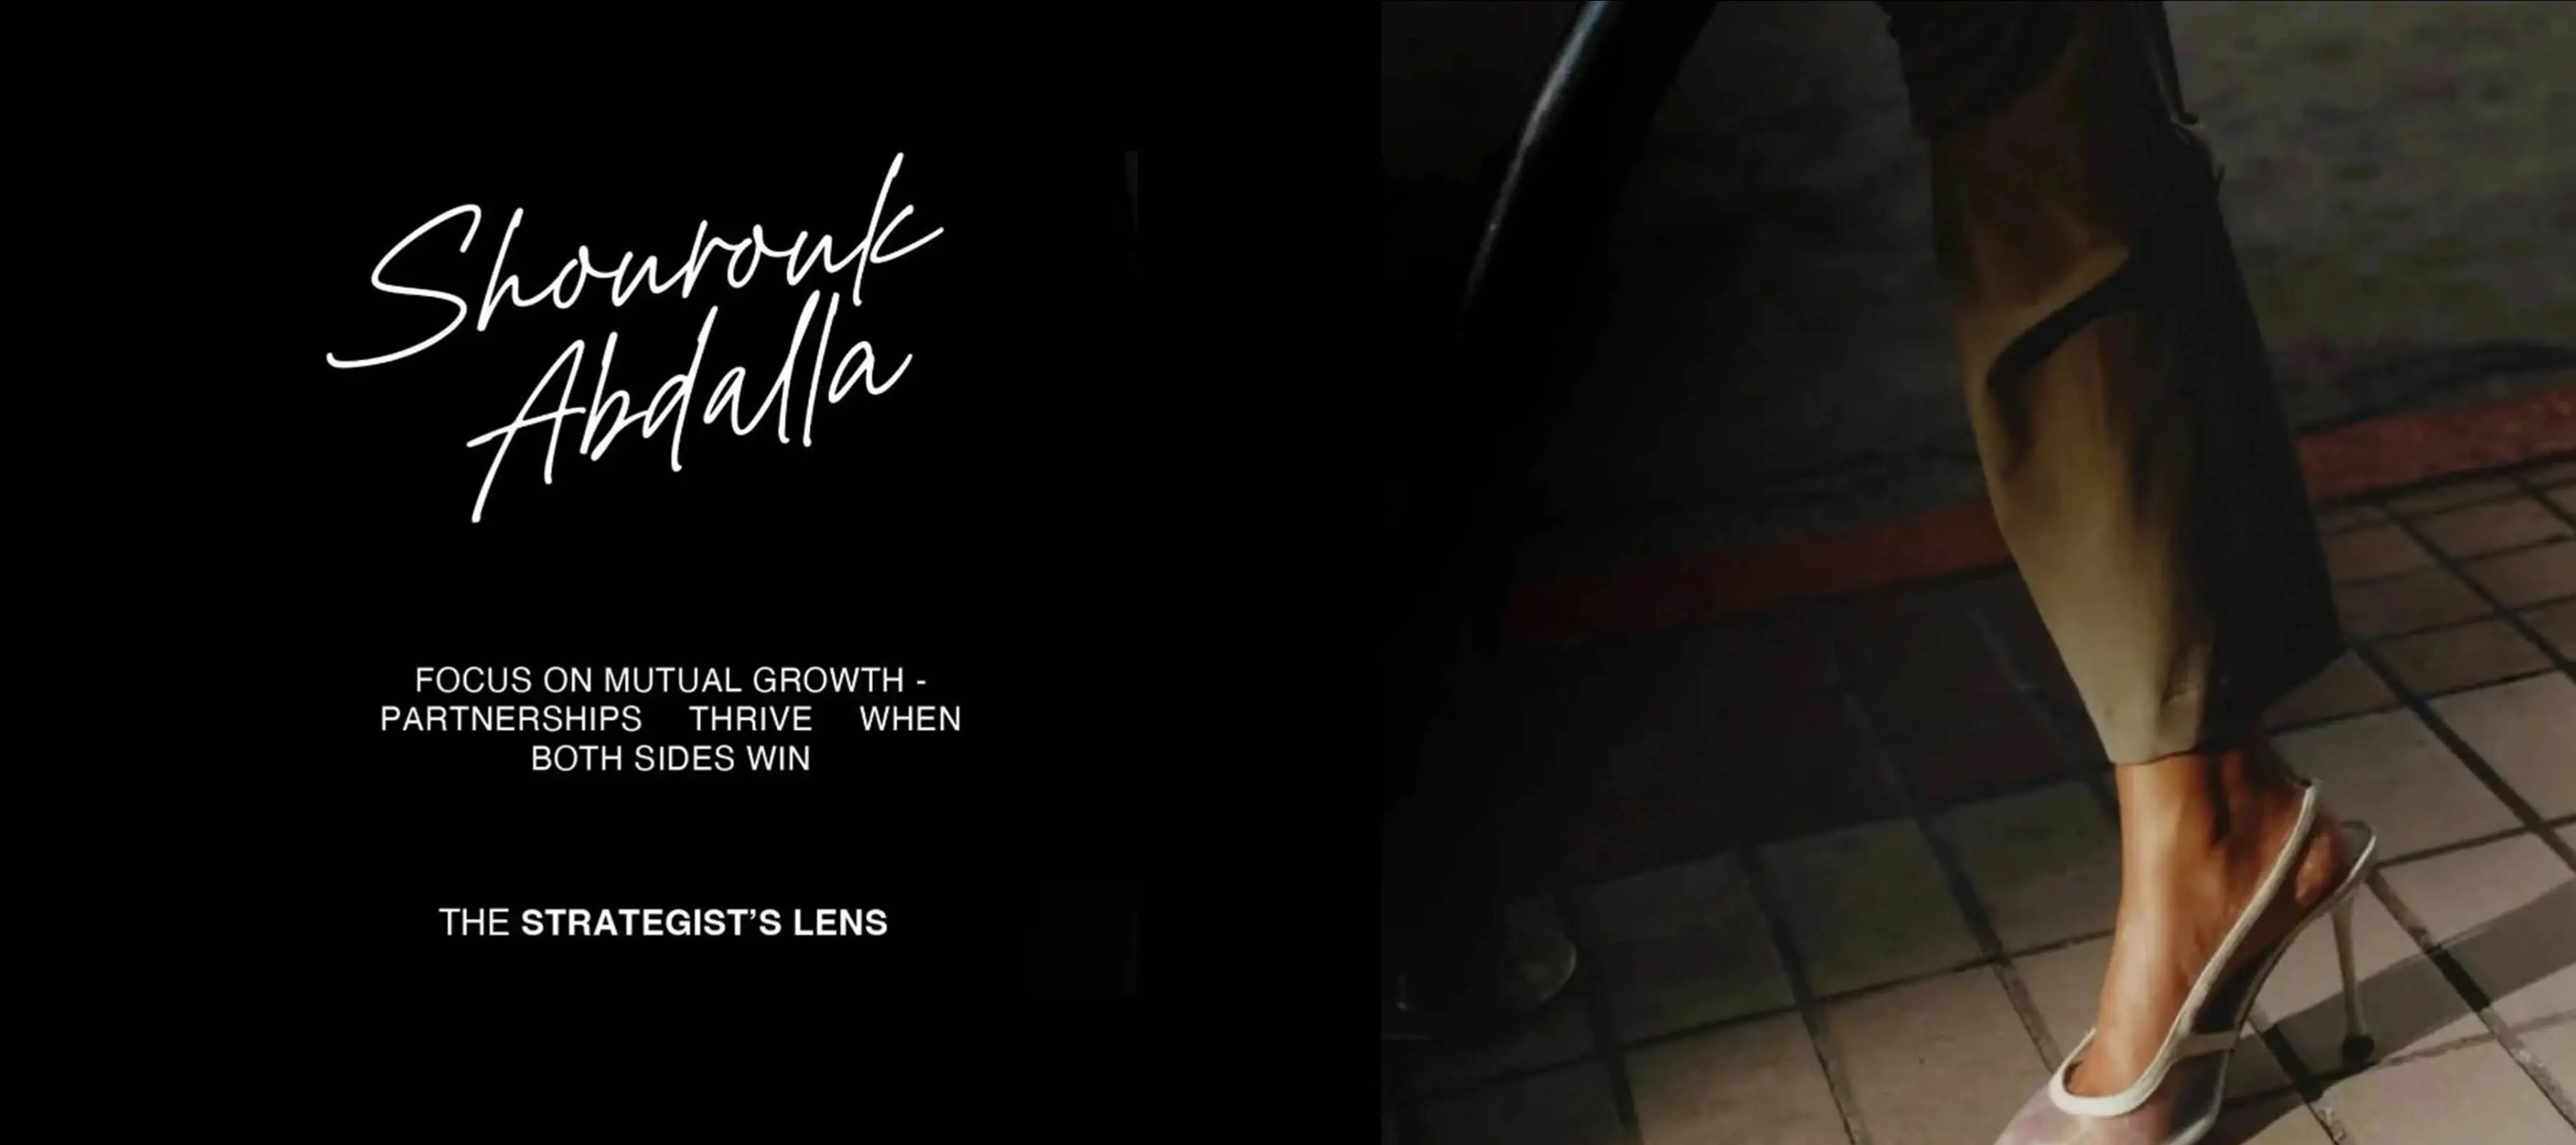 Shourouk
Abdalla
FOCUS ON MUTUAL GROWTH -
PARTNERSHIPS THRIVE WHEN
BOTH SIDES WIN
THE STRATEGIST’S LENS